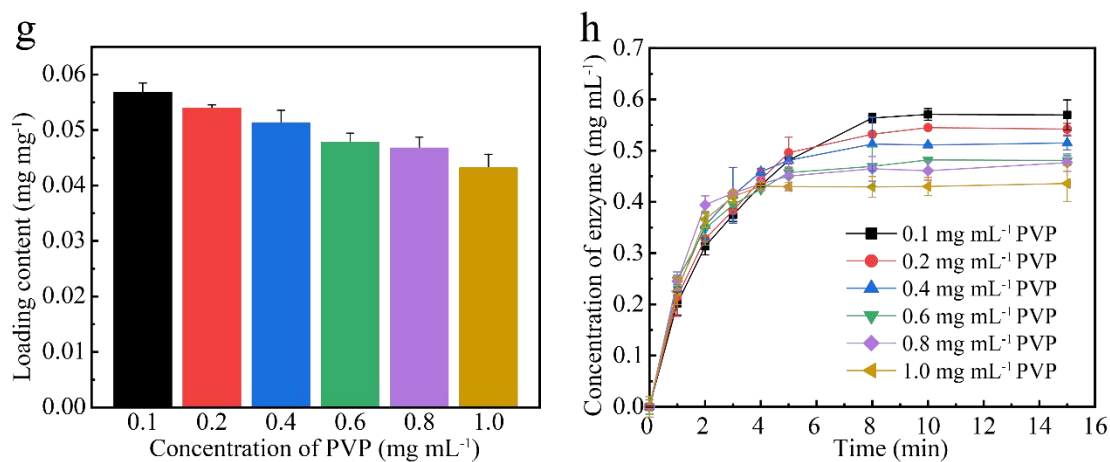 g
Loading content (mg mg⁻¹)
0.06
0.05
0.04
0.03
0.02
0.01
0.00
0.1 0.2 0.4 0.6 0.8 1.0
Concentration of PVP (mg mL⁻¹)
h
Concentration of enzyme (mg mL⁻¹)
0.7
0.6
0.5
0.4
0.3
0.2
0.1
0.0
0.1 mg mL⁻¹ PVP
0.2 mg mL⁻¹ PVP
0.4 mg mL⁻¹ PVP
0.6 mg mL⁻¹ PVP
0.8 mg mL⁻¹ PVP
1.0 mg mL⁻¹ PVP
0 2 4 6 8 10 12 14 16
Time (min)